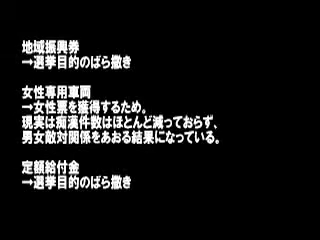 地域振興券
→選挙目的のばら撒き
女性専用車両
→女性票を獲得するため。
現実は痴漢件数はほとんど減っておらず、
男女敵対関係をあおる結果になっている。
定額給付金
→選挙目的のばら撒き